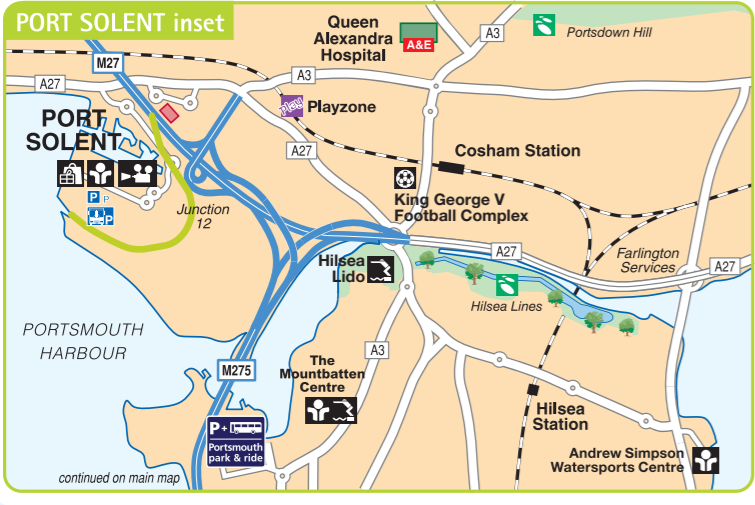 PORT SOLENT inset
Queen
Alexandra
Hospital
A&E
A3
Portsdown Hill
M27
A3
A27
Play
Playzone
A27
PORT
SOLENT
Cosham Station
P P
P
Junction
12
King George V
Football Complex
A27
Farlington
Services
A27
Hilsea
Lido
Hilsea Lines
PORTSMOUTH
HARBOUR
A3
The
Mountbatten
Centre
M275
Hilsea
Station
P+
Portsmouth
park & ride
Andrew Simpson
Watersports Centre
continued on main map